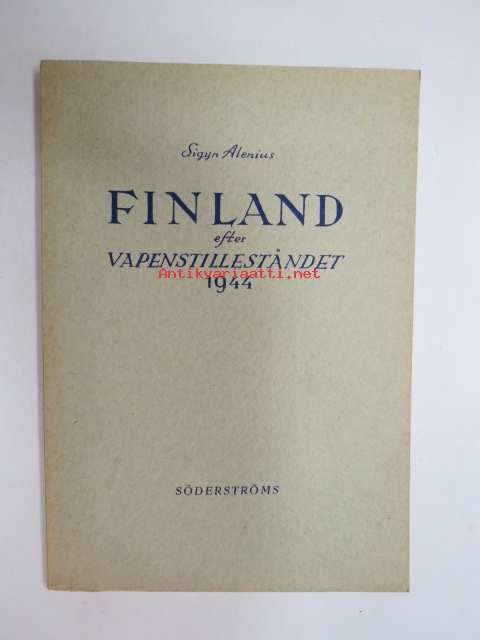 Sigyn Alenius
FINLAND
efter
VAPENSTILLESTÅNDET
Antikvariaatti.net
1944
SÖDERSTRÖMS